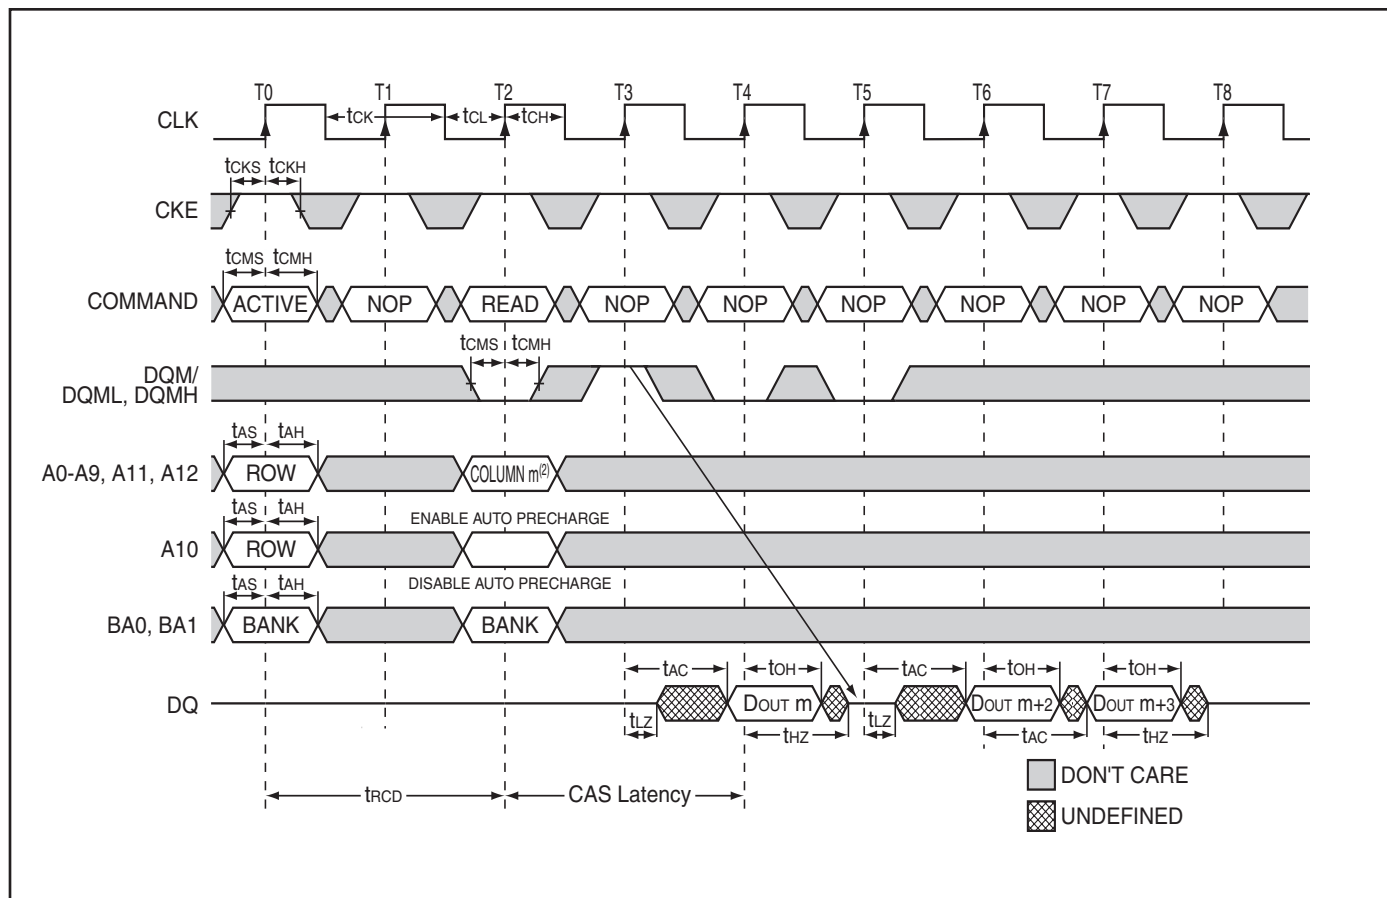 T0 T1 T2 T3 T4 T5 T6 T7 T8
CLK
tCK tCL tCH
tCKS tCKH
CKE
tCMS tCMH
COMMAND ACTIVE NOP READ NOP NOP NOP NOP NOP NOP
tCMS tCMH
DQM/
DQML, DQMH
tAS tAH
A0-A9, A11, A12 ROW COLUMN m(2)
tAS tAH ENABLE AUTO PRECHARGE
A10 ROW
tAS tAH DISABLE AUTO PRECHARGE
BA0, BA1 BANK BANK
tAC tOH tAC tOH tOH
DQ DOUT m DOUT m+2 DOUT m+3
tLZ tHZ tLZ tAC tHZ
DON'T CARE
tRCD CAS Latency
UNDEFINED